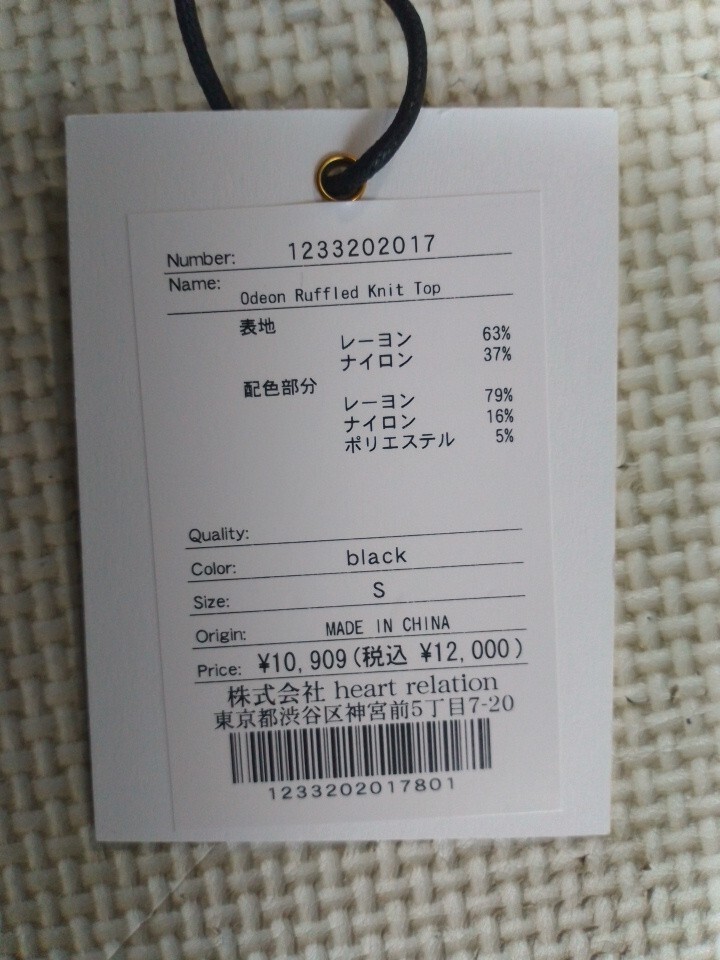 Number: 1233202017
Name: Odeon Ruffled Knit Top
表地
レーヨン 63%
ナイロン 37%
配色部分
レーヨン 79%
ナイロン 16%
ポリエステル 5%
Quality:
Color: black
Size: S
Origin: MADE IN CHINA
Price: ¥10,909(税込 ¥12,000)
株式会社 heart relation
東京都渋谷区神宮前5丁目7-20
1233202017801